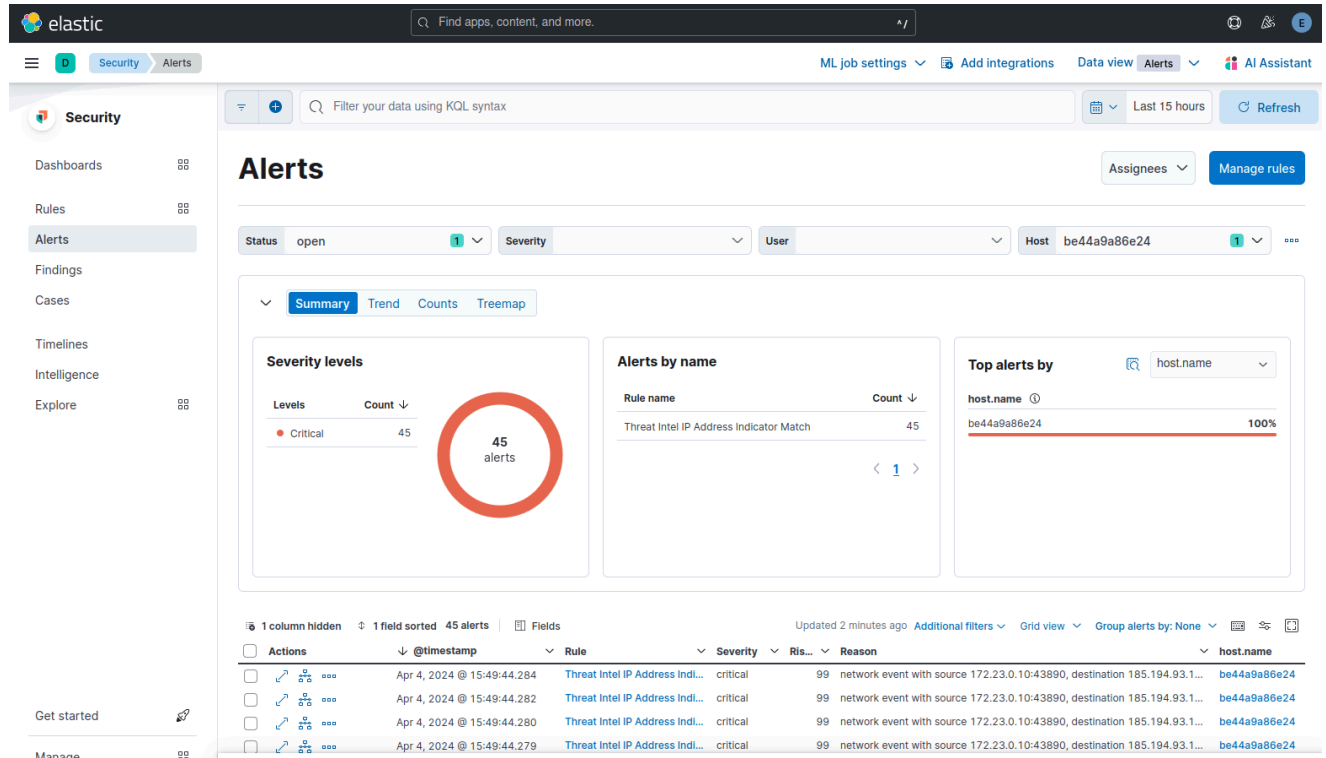 elastic
Find apps, content, and more.
^/
E
D Security Alerts
ML job settings Add integrations Data view Alerts AI Assistant
Security
Filter your data using KQL syntax
Last 15 hours Refresh
Dashboards
Rules
Alerts
Findings
Cases
Timelines
Intelligence
Explore
Get started
Manage
Alerts
Assignees Manage rules
Status open 1 Severity User Host be44a9a86e24 1
Summary Trend Counts Treemap
Severity levels
Levels Count
Critical 45
45
alerts
Alerts by name
Rule name Count
Threat Intel IP Address Indicator Match 45
1
Top alerts by host.name
host.name
be44a9a86e24 100%
1 column hidden 1 field sorted 45 alerts Fields Updated 2 minutes ago Additional filters Grid view Group alerts by: None
Actions @timestamp Rule Severity Ris... Reason host.name
Apr 4, 2024 @ 15:49:44.284 Threat Intel IP Address Indi... critical 99 network event with source 172.23.0.10:43890, destination 185.194.93.1... be44a9a86e24
Apr 4, 2024 @ 15:49:44.282 Threat Intel IP Address Indi... critical 99 network event with source 172.23.0.10:43890, destination 185.194.93.1... be44a9a86e24
Apr 4, 2024 @ 15:49:44.280 Threat Intel IP Address Indi... critical 99 network event with source 172.23.0.10:43890, destination 185.194.93.1... be44a9a86e24
Apr 4, 2024 @ 15:49:44.279 Threat Intel IP Address Indi... critical 99 network event with source 172.23.0.10:43890, destination 185.194.93.1... be44a9a86e24